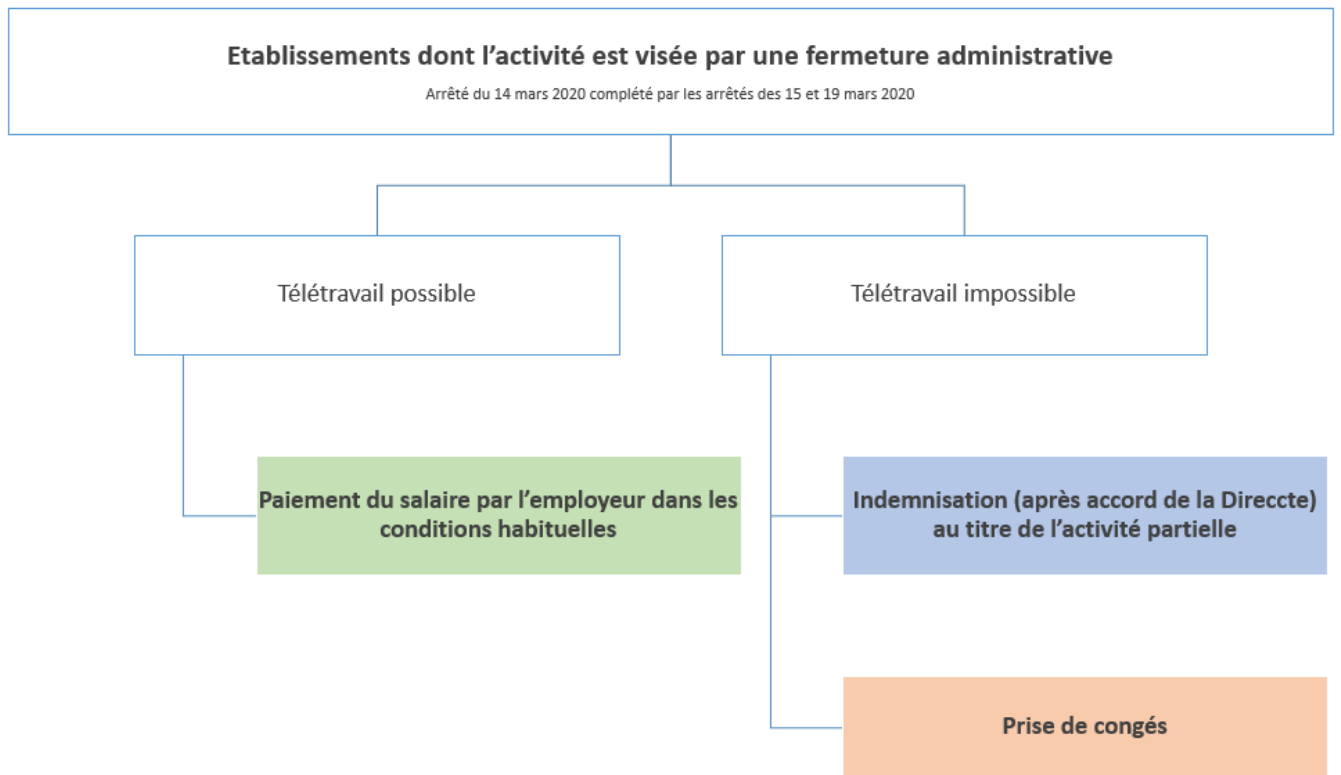 Etablissements dont l’activité est visée par une fermeture administrative
Arrêté du 14 mars 2020 complété par les arrêtés des 15 et 19 mars 2020
Télétravail possible
Télétravail impossible
Paiement du salaire par l’employeur dans les
conditions habituelles
Indemnisation (après accord de la Direccte)
au titre de l’activité partielle
Prise de congés